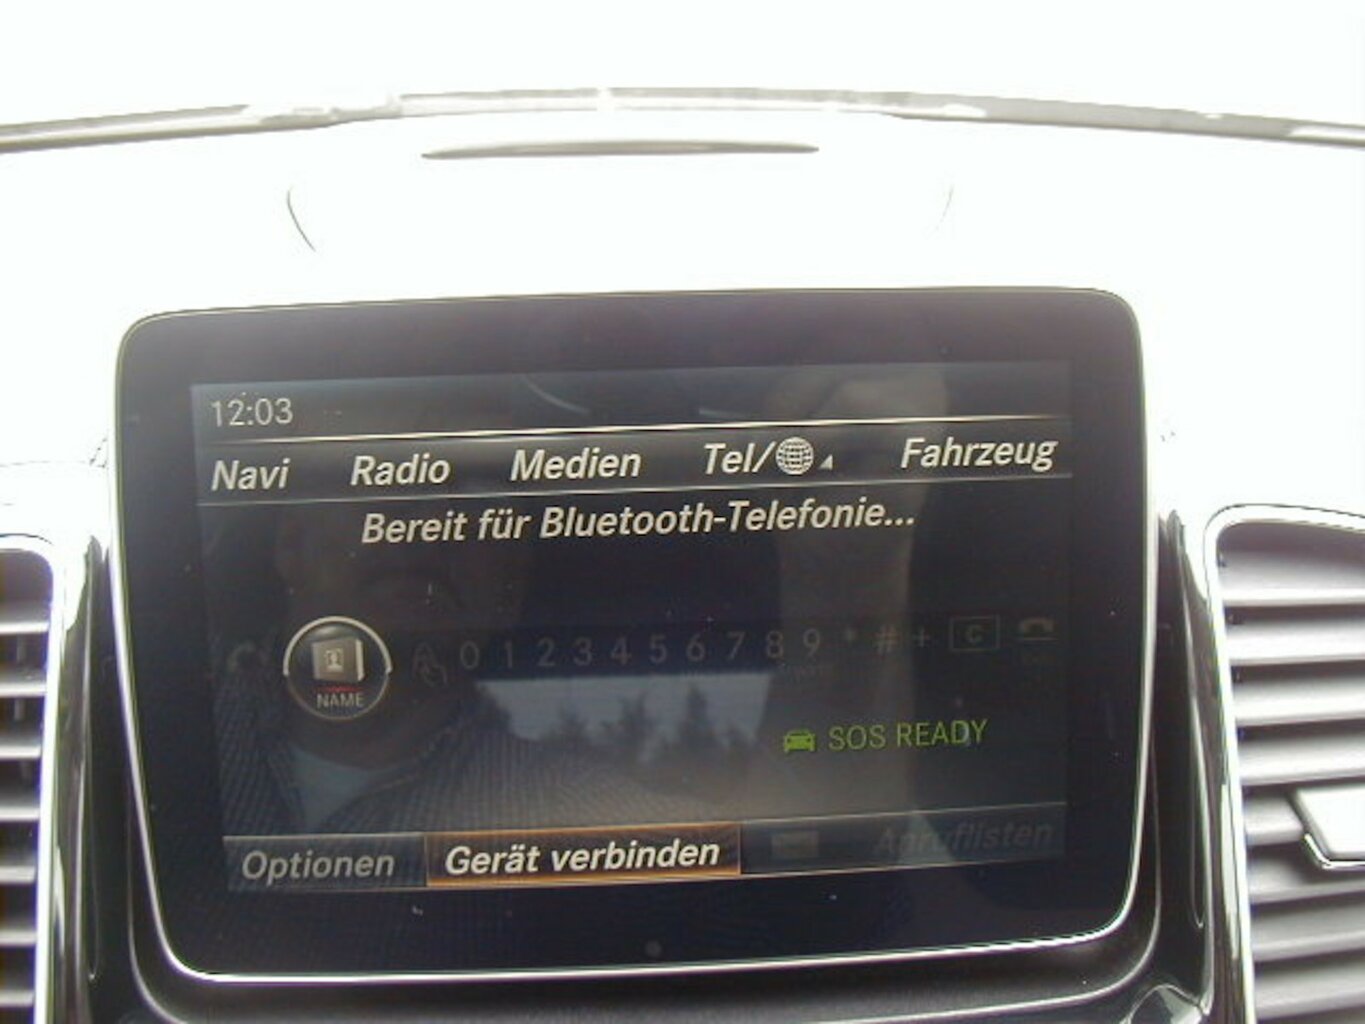 12:03
Navi Radio Medien Tel/ Fahrzeug
Bereit für Bluetooth-Telefonie...
0 1 2 3 4 5 6 7 8 9 * # + C
NAME
SOS READY
Optionen Gerät verbinden Anruflisten